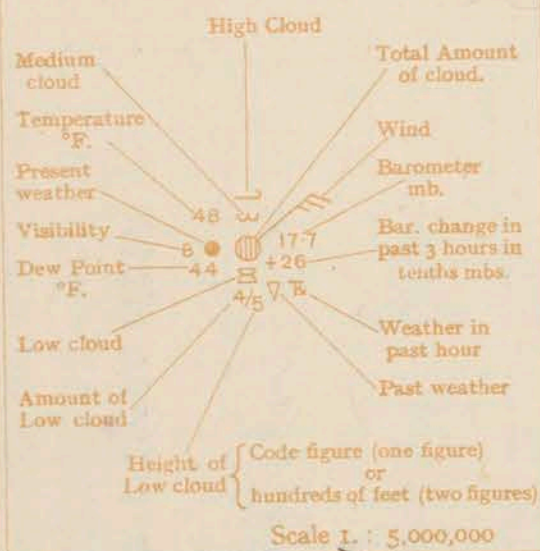 High Cloud
Medium
cloud
Total Amount
of cloud.
Temperature
°F.
Wind
Present
weather
Barometer
mb.
48
Visibility
8
17·7
Bar. change in
past 3 hours in
tenths mbs.
+26
Dew Point
°F.
44
4/5
Low cloud
Weather in
past hour
Amount of
Low cloud
Past weather
Height of
Low cloud
Code figure (one figure)
or
hundreds of feet (two figures)
Scale 1. : 5,000,000